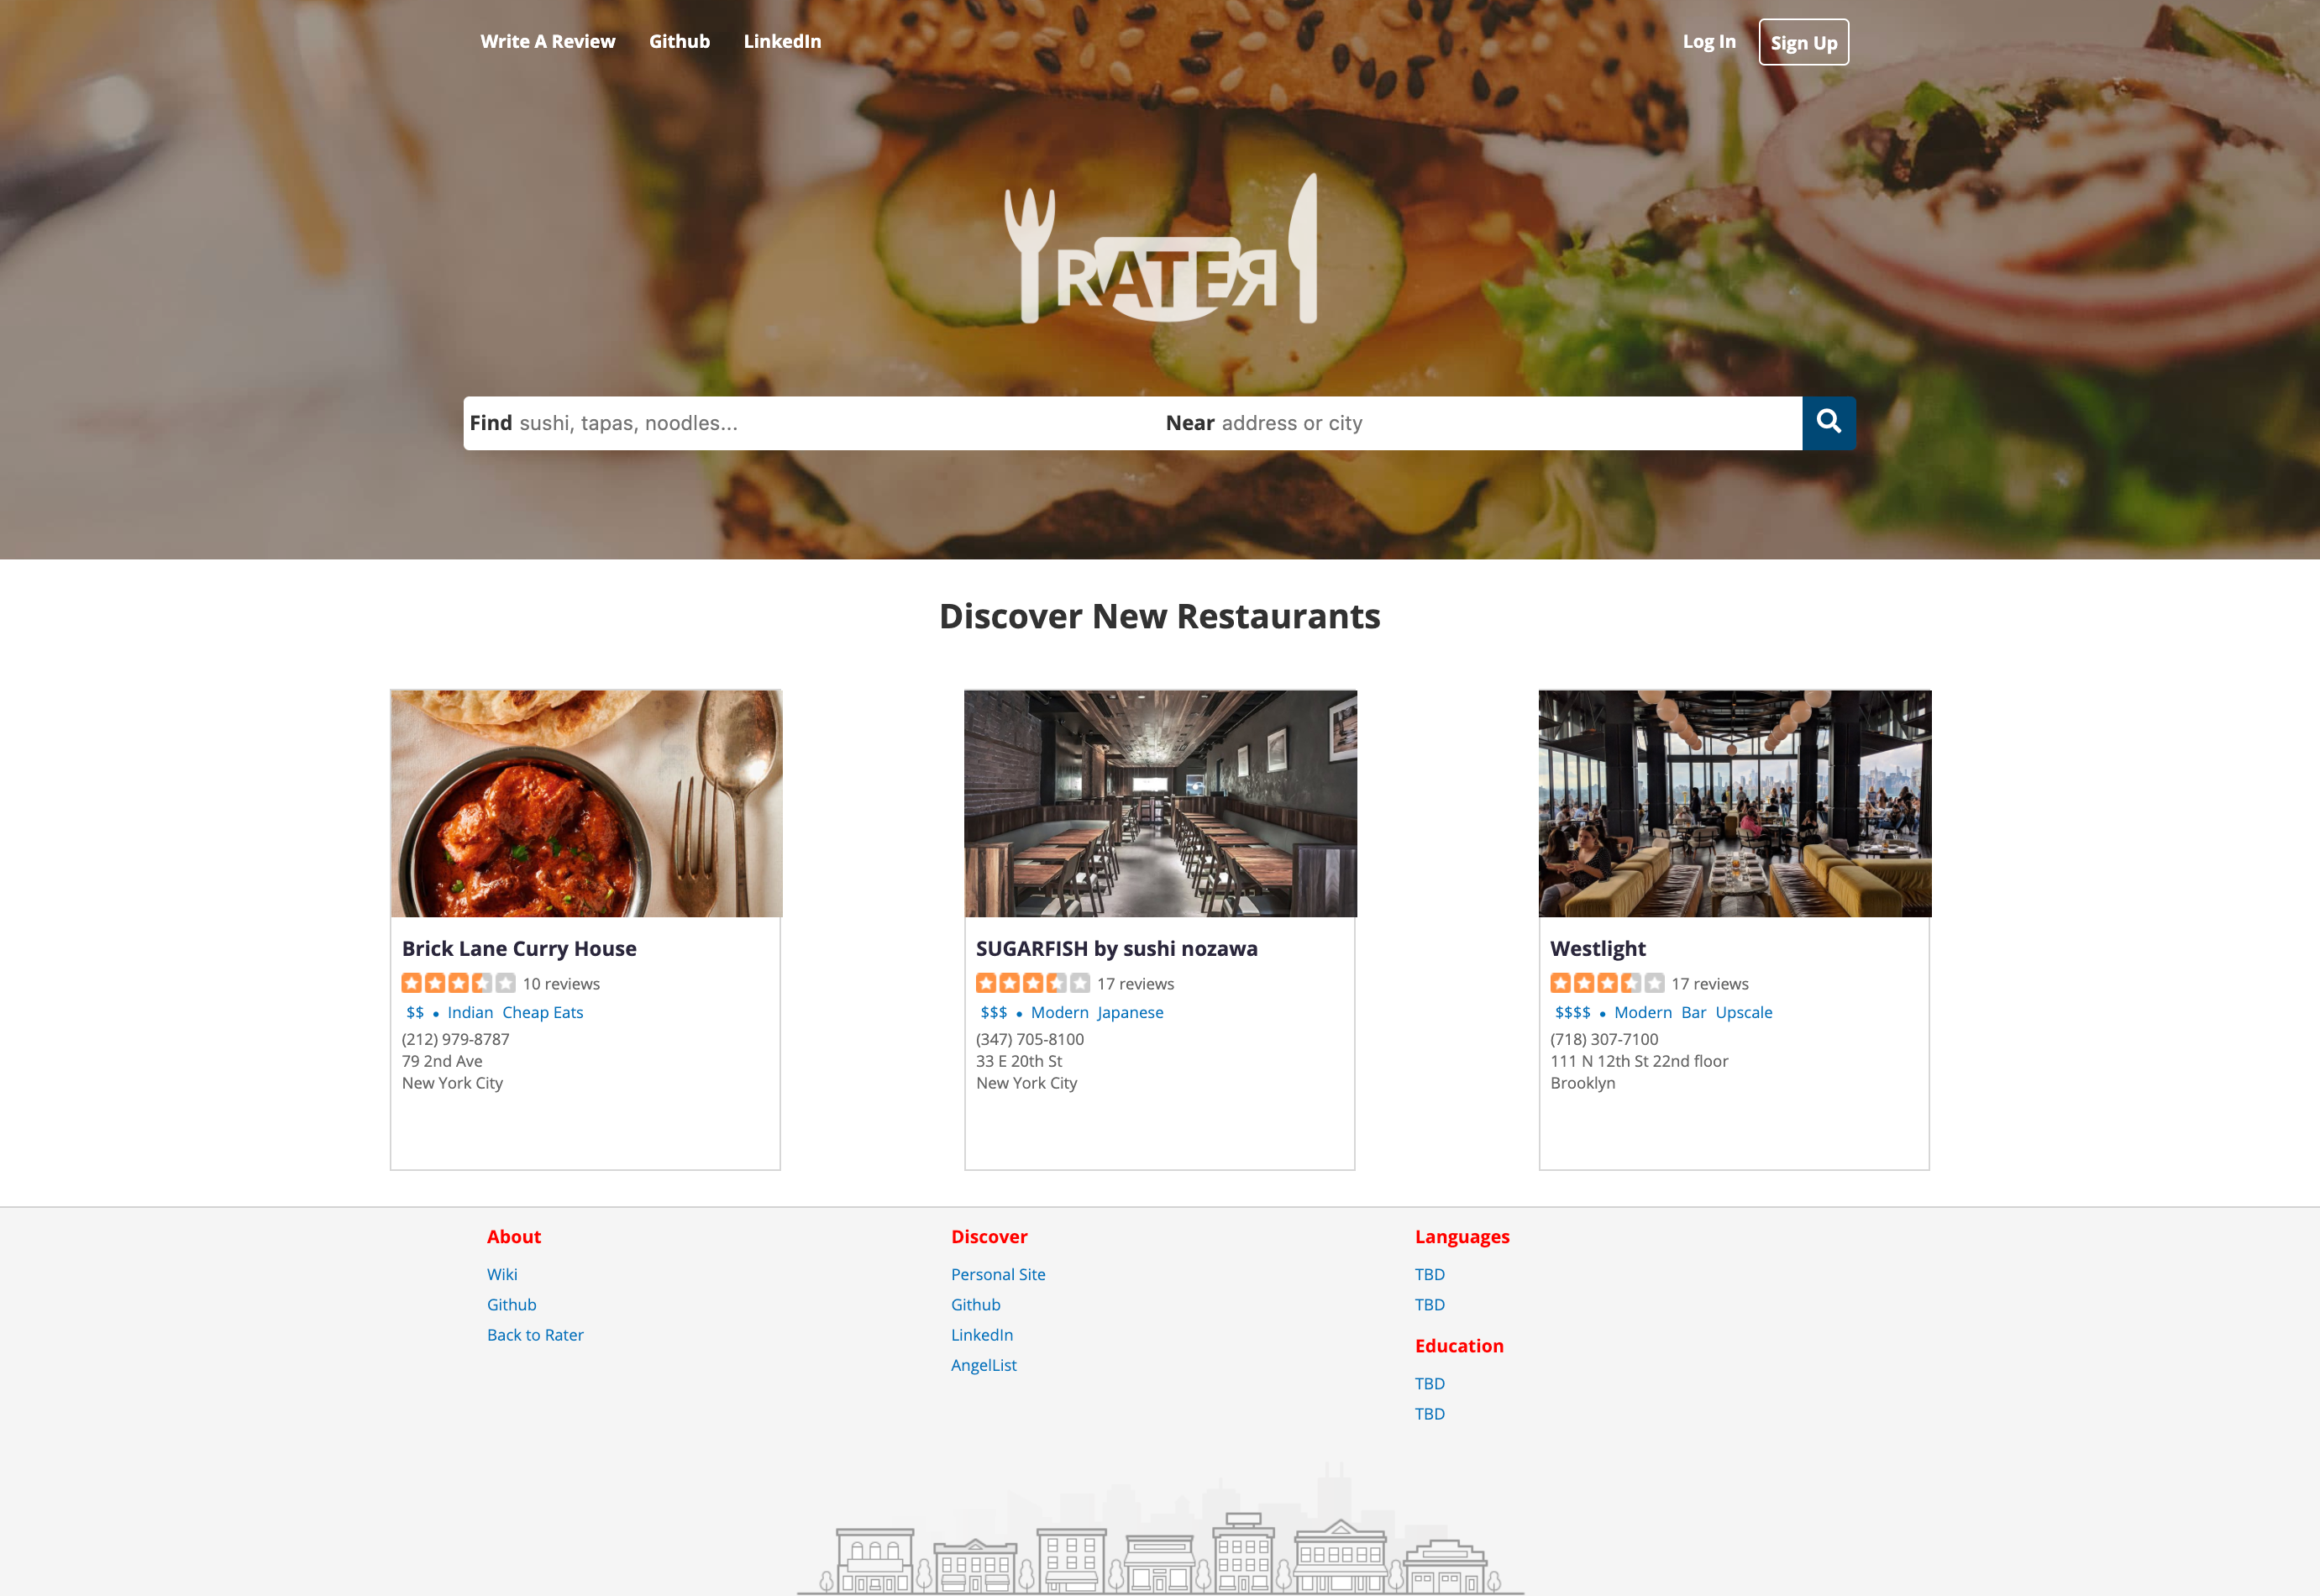 Write A Review Github LinkedIn Log In Sign Up
RATER
Find sushi, tapas, noodles... Near address or city
Discover New Restaurants
Brick Lane Curry House
10 reviews
$$ • Indian Cheap Eats
(212) 979-8787
79 2nd Ave
New York City
SUGARFISH by sushi nozawa
17 reviews
$$$ • Modern Japanese
(347) 705-8100
33 E 20th St
New York City
Westlight
17 reviews
$$$$ • Modern Bar Upscale
(718) 307-7100
111 N 12th St 22nd floor
Brooklyn
About
Wiki
Github
Back to Rater
Discover
Personal Site
Github
LinkedIn
AngelList
Languages
TBD
TBD
Education
TBD
TBD